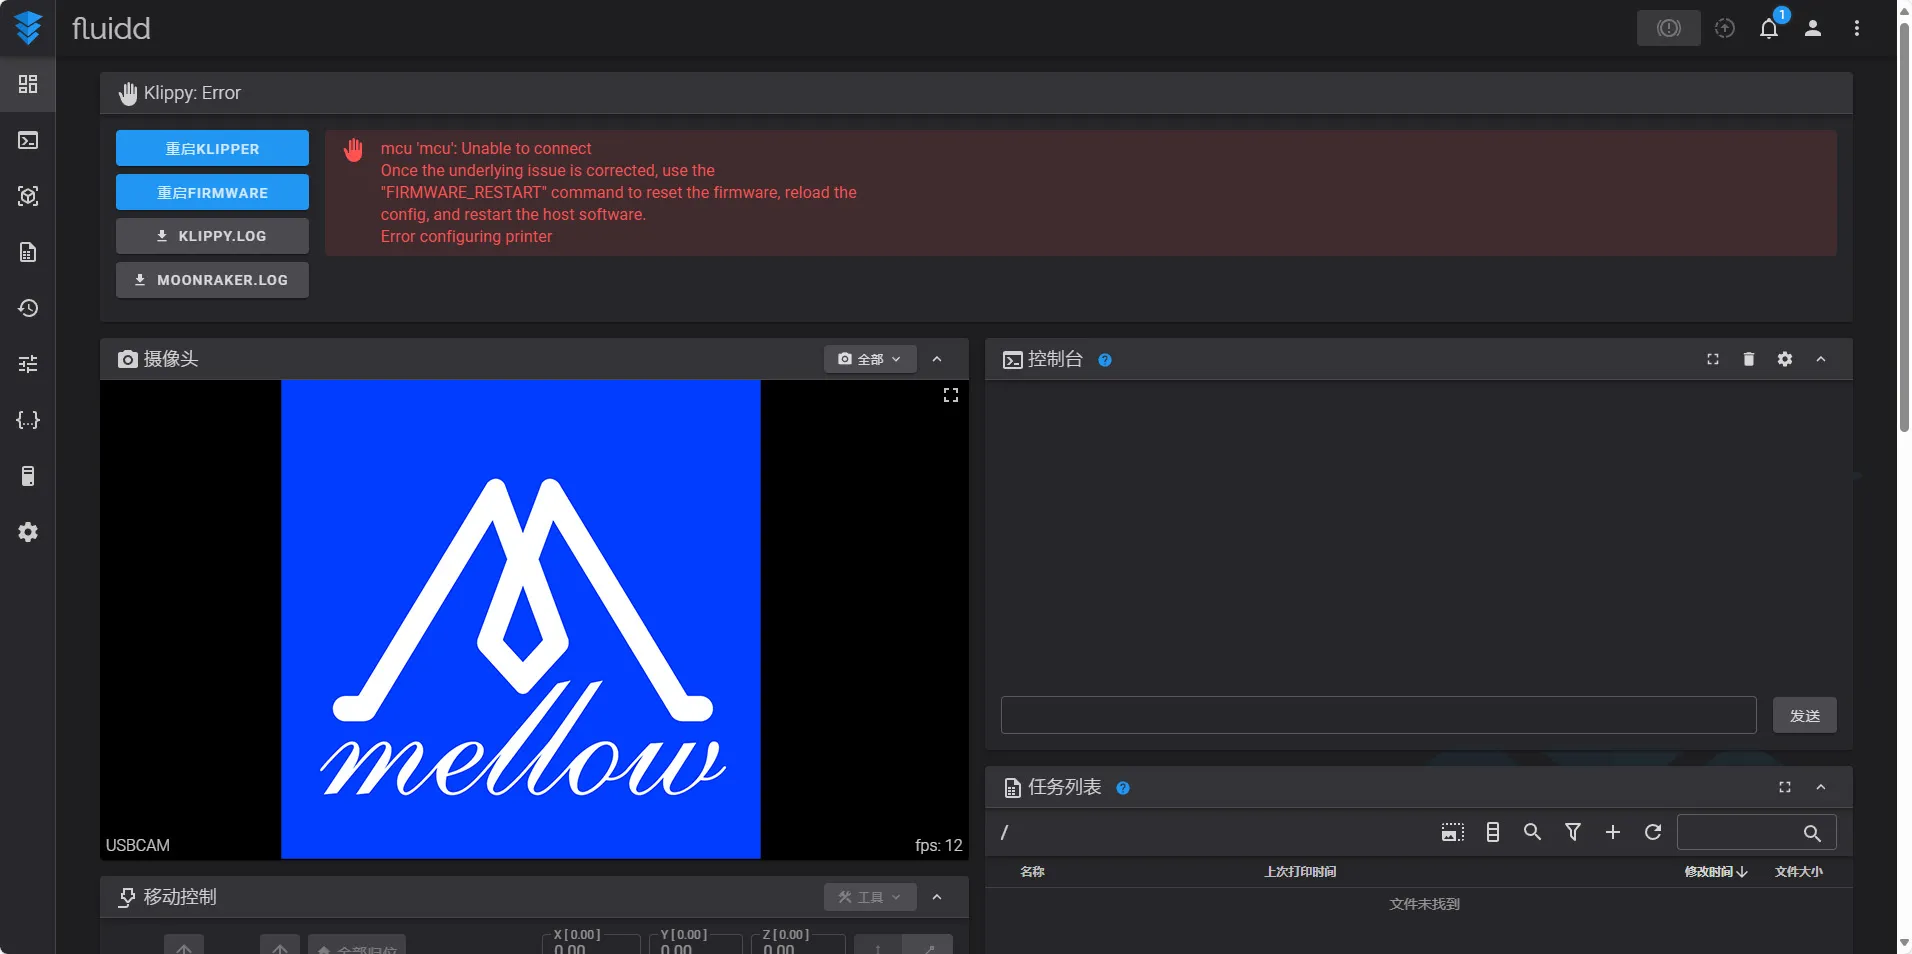 fluidd
1
Klippy: Error
重启KLIPPER
重启FIRMWARE
KLIPPY.LOG
MOONRAKER.LOG
mcu 'mcu': Unable to connect
Once the underlying issue is corrected, use the
"FIRMWARE_RESTART" command to reset the firmware, reload the
config, and restart the host software.
Error configuring printer
摄像头
全部
mellow
USBCAM
fps: 12
移动控制
工具
全部归位
X [ 0.00 ]
0.00
Y [ 0.00 ]
0.00
Z [ 0.00 ]
0.00
控制台
发送
任务列表
/
名称
上次打印时间
修改时间
文件大小
文件未找到